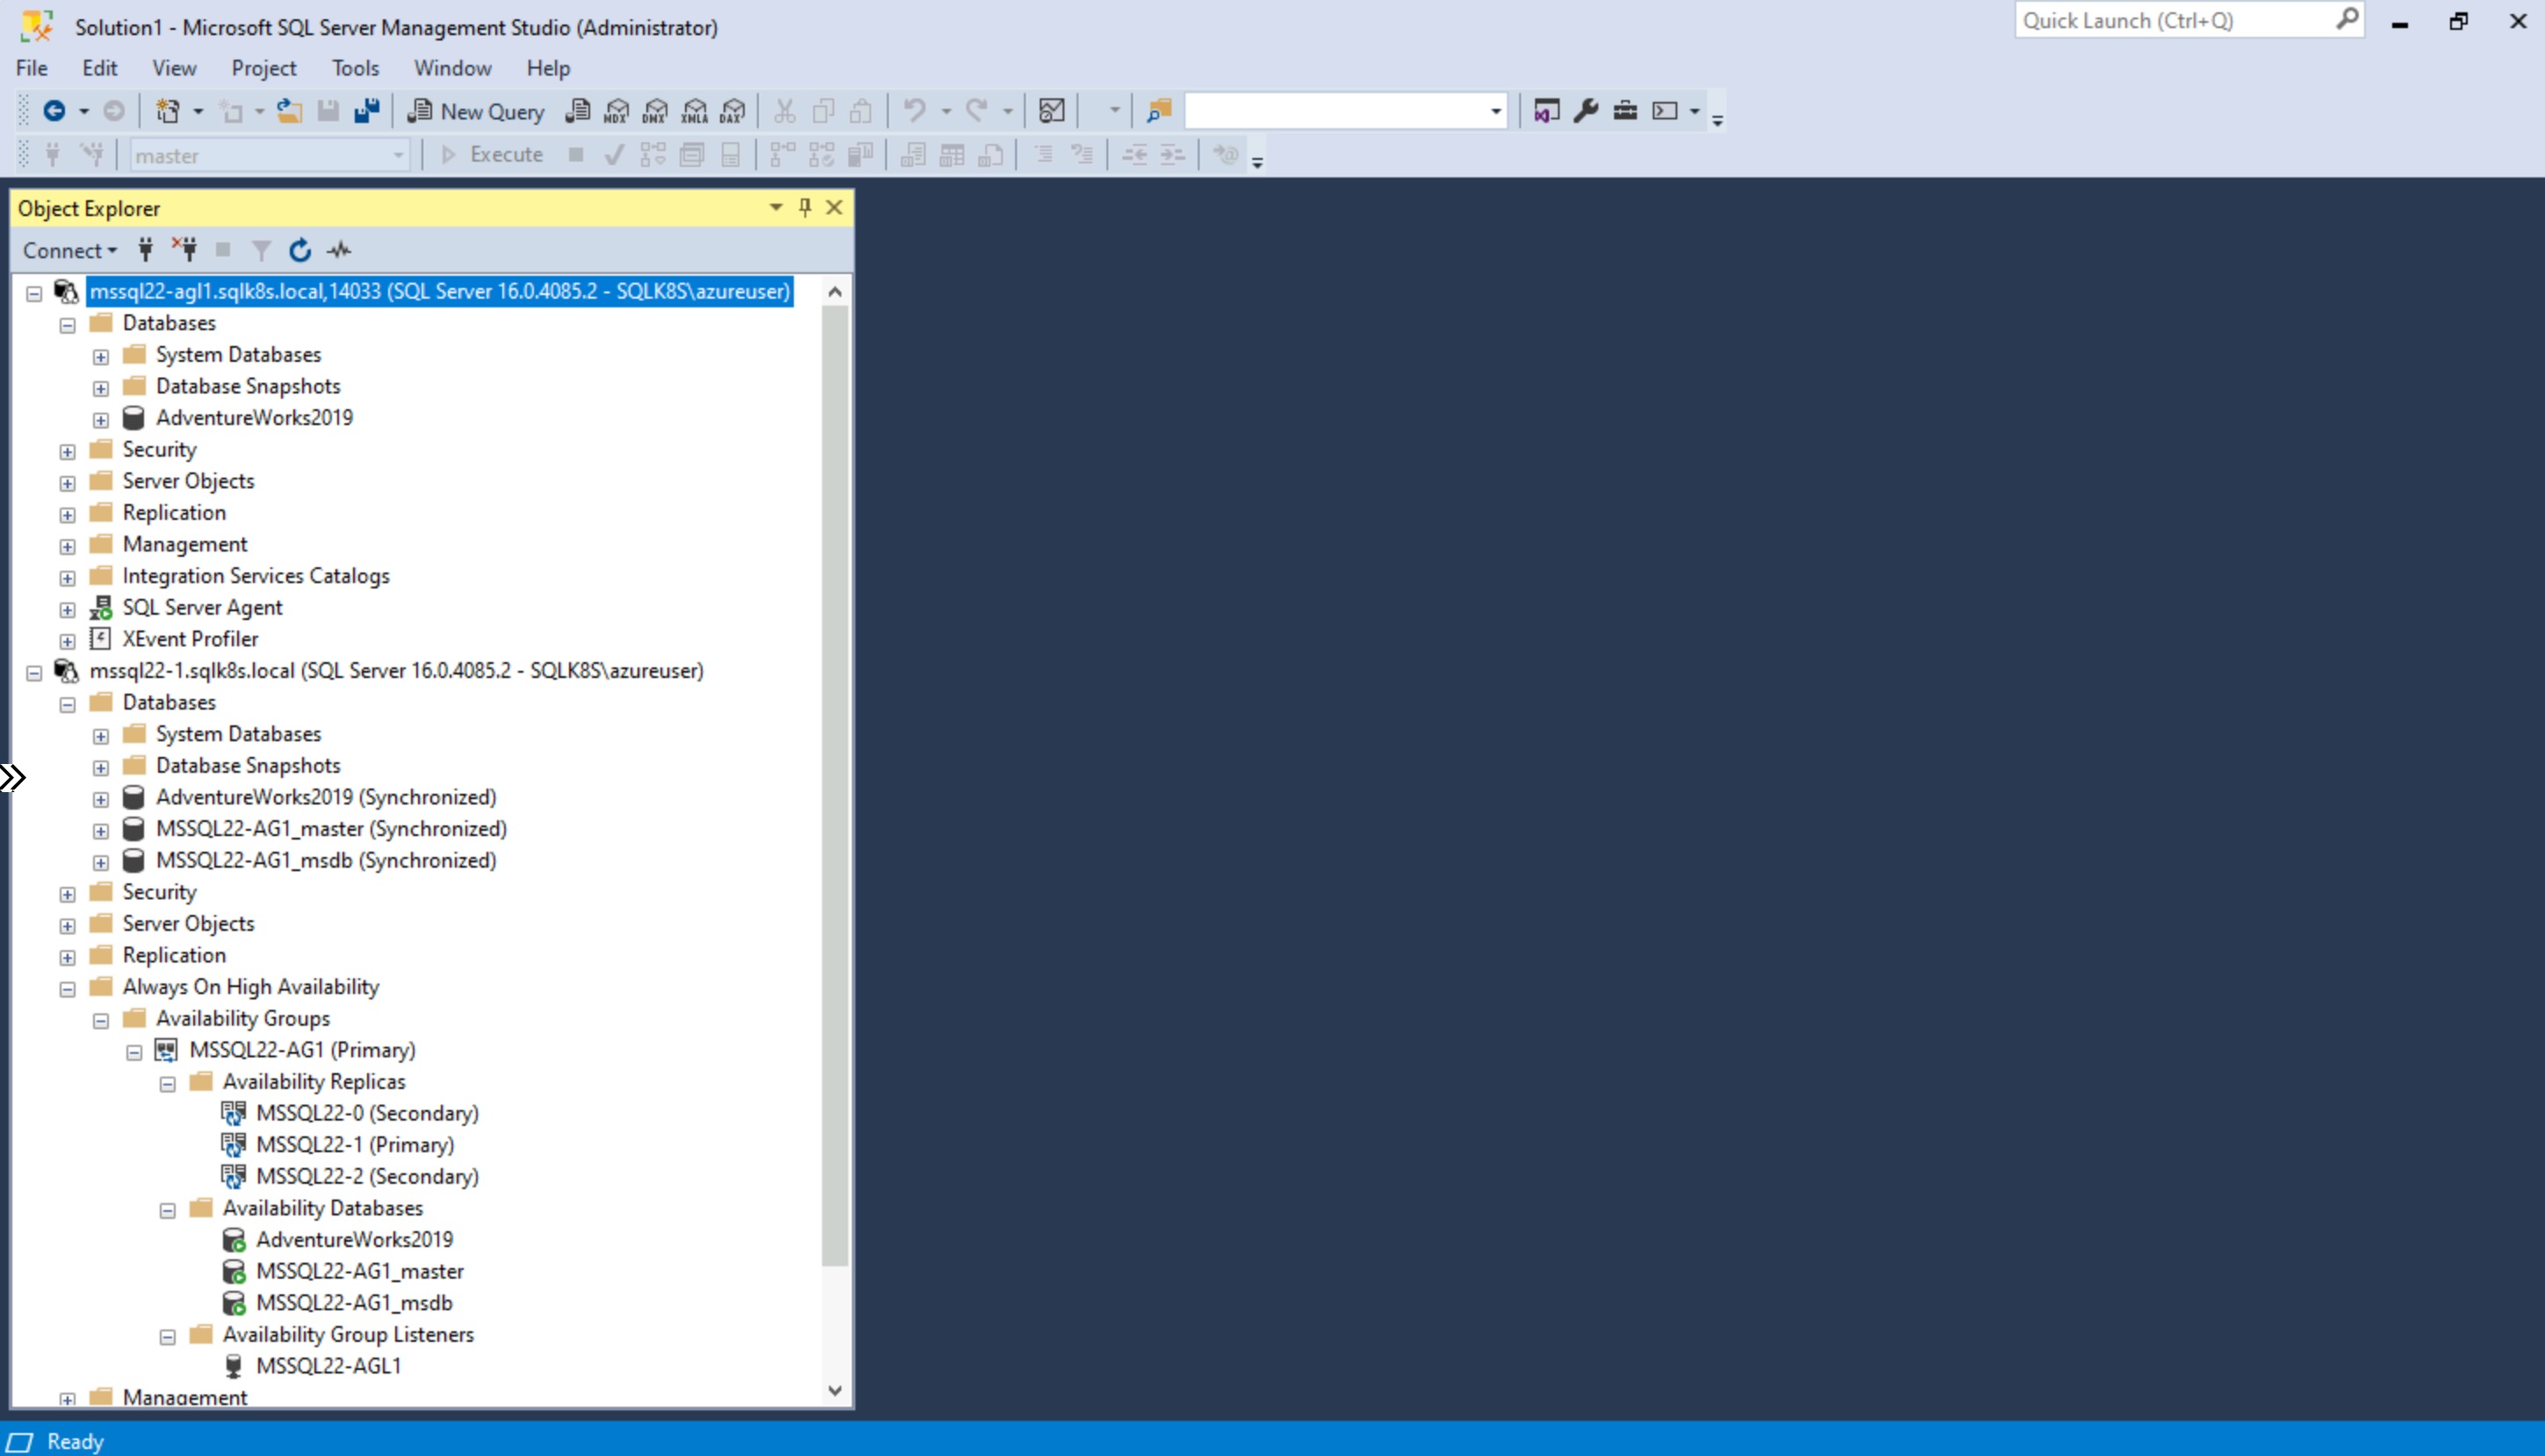 Solution1 - Microsoft SQL Server Management Studio (Administrator)
Quick Launch (Ctrl+Q)
File Edit View Project Tools Window Help
New Query MDX DMX XMLA DAX
master Execute
Object Explorer
Connect
mssql22-agl1.sqlk8s.local,14033 (SQL Server 16.0.4085.2 - SQLK8S\azureuser)
Databases
System Databases
Database Snapshots
AdventureWorks2019
Security
Server Objects
Replication
Management
Integration Services Catalogs
SQL Server Agent
XEvent Profiler
mssql22-1.sqlk8s.local (SQL Server 16.0.4085.2 - SQLK8S\azureuser)
Databases
System Databases
Database Snapshots
AdventureWorks2019 (Synchronized)
MSSQL22-AG1_master (Synchronized)
MSSQL22-AG1_msdb (Synchronized)
Security
Server Objects
Replication
Always On High Availability
Availability Groups
MSSQL22-AG1 (Primary)
Availability Replicas
MSSQL22-0 (Secondary)
MSSQL22-1 (Primary)
MSSQL22-2 (Secondary)
Availability Databases
AdventureWorks2019
MSSQL22-AG1_master
MSSQL22-AG1_msdb
Availability Group Listeners
MSSQL22-AGL1
Management
Ready